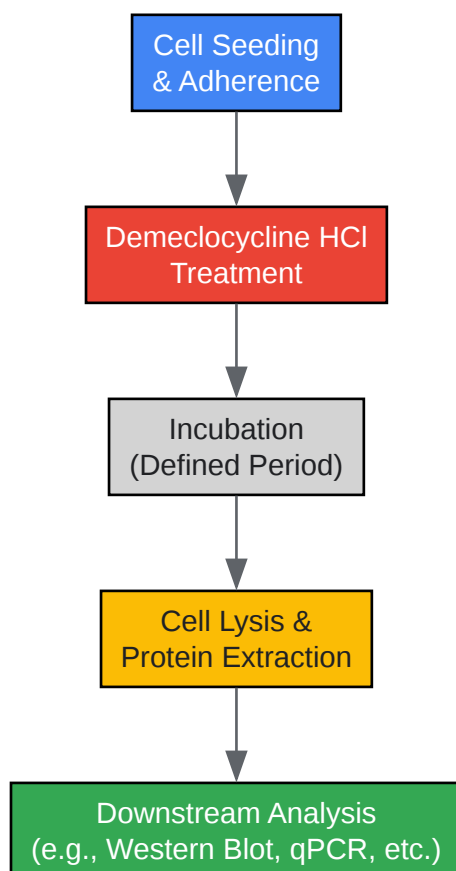 Cell Seeding
& Adherence
Demeclocycline HCl
Treatment
Incubation
(Defined Period)
Cell Lysis &
Protein Extraction
Downstream Analysis
(e.g., Western Blot, qPCR, etc.)